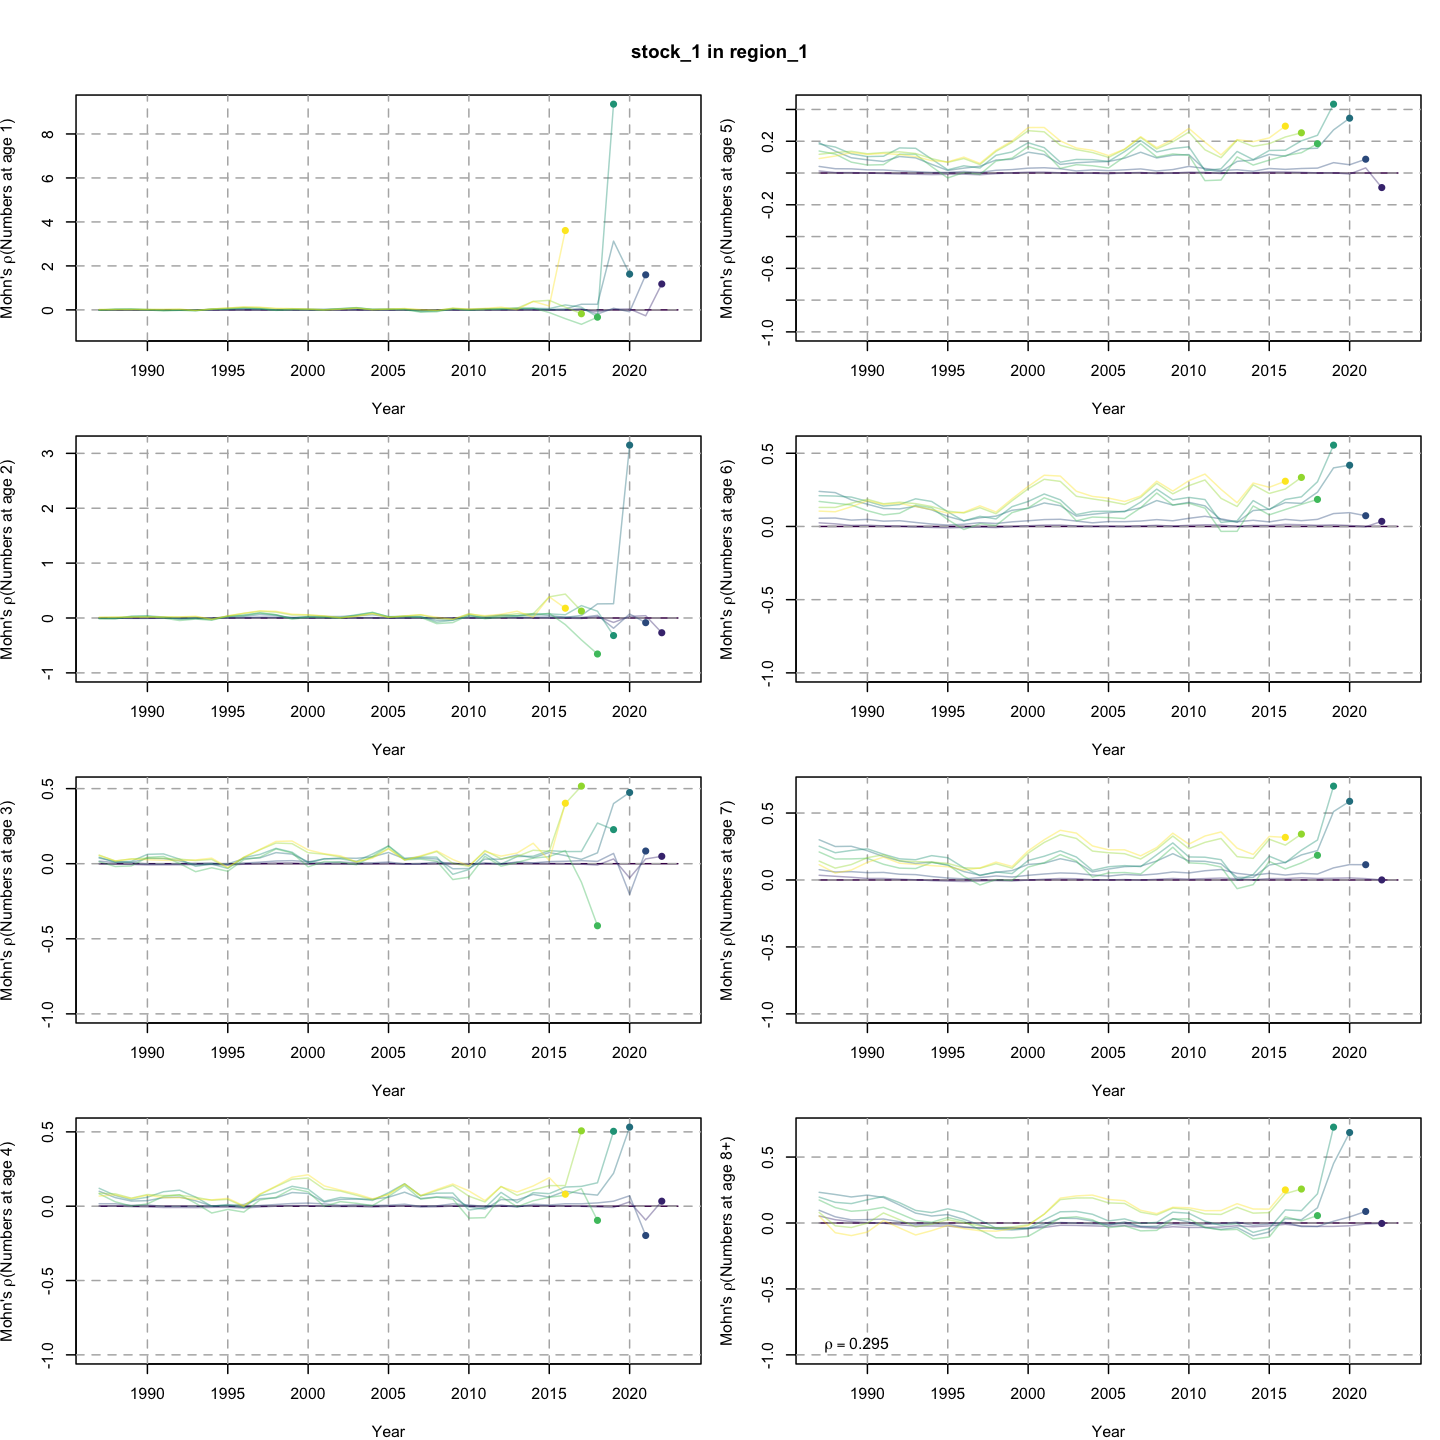 stock_1 in region_1
Mohn's ρ(Numbers at age 1)
8
6
4
2
0
1990 1995 2000 2005 2010 2015 2020
Year
Mohn's ρ(Numbers at age 5)
0.2
-0.2
-0.6
-1.0
1990 1995 2000 2005 2010 2015 2020
Year
Mohn's ρ(Numbers at age 2)
3
2
1
0
-1
1990 1995 2000 2005 2010 2015 2020
Year
Mohn's ρ(Numbers at age 6)
0.5
0.0
-0.5
-1.0
1990 1995 2000 2005 2010 2015 2020
Year
Mohn's ρ(Numbers at age 3)
0.5
0.0
-0.5
-1.0
1990 1995 2000 2005 2010 2015 2020
Year
Mohn's ρ(Numbers at age 7)
0.5
0.0
-0.5
-1.0
1990 1995 2000 2005 2010 2015 2020
Year
Mohn's ρ(Numbers at age 4)
0.5
0.0
-0.5
-1.0
1990 1995 2000 2005 2010 2015 2020
Year
Mohn's ρ(Numbers at age 8+)
0.5
0.0
-0.5
-1.0
ρ = 0.295
1990 1995 2000 2005 2010 2015 2020
Year